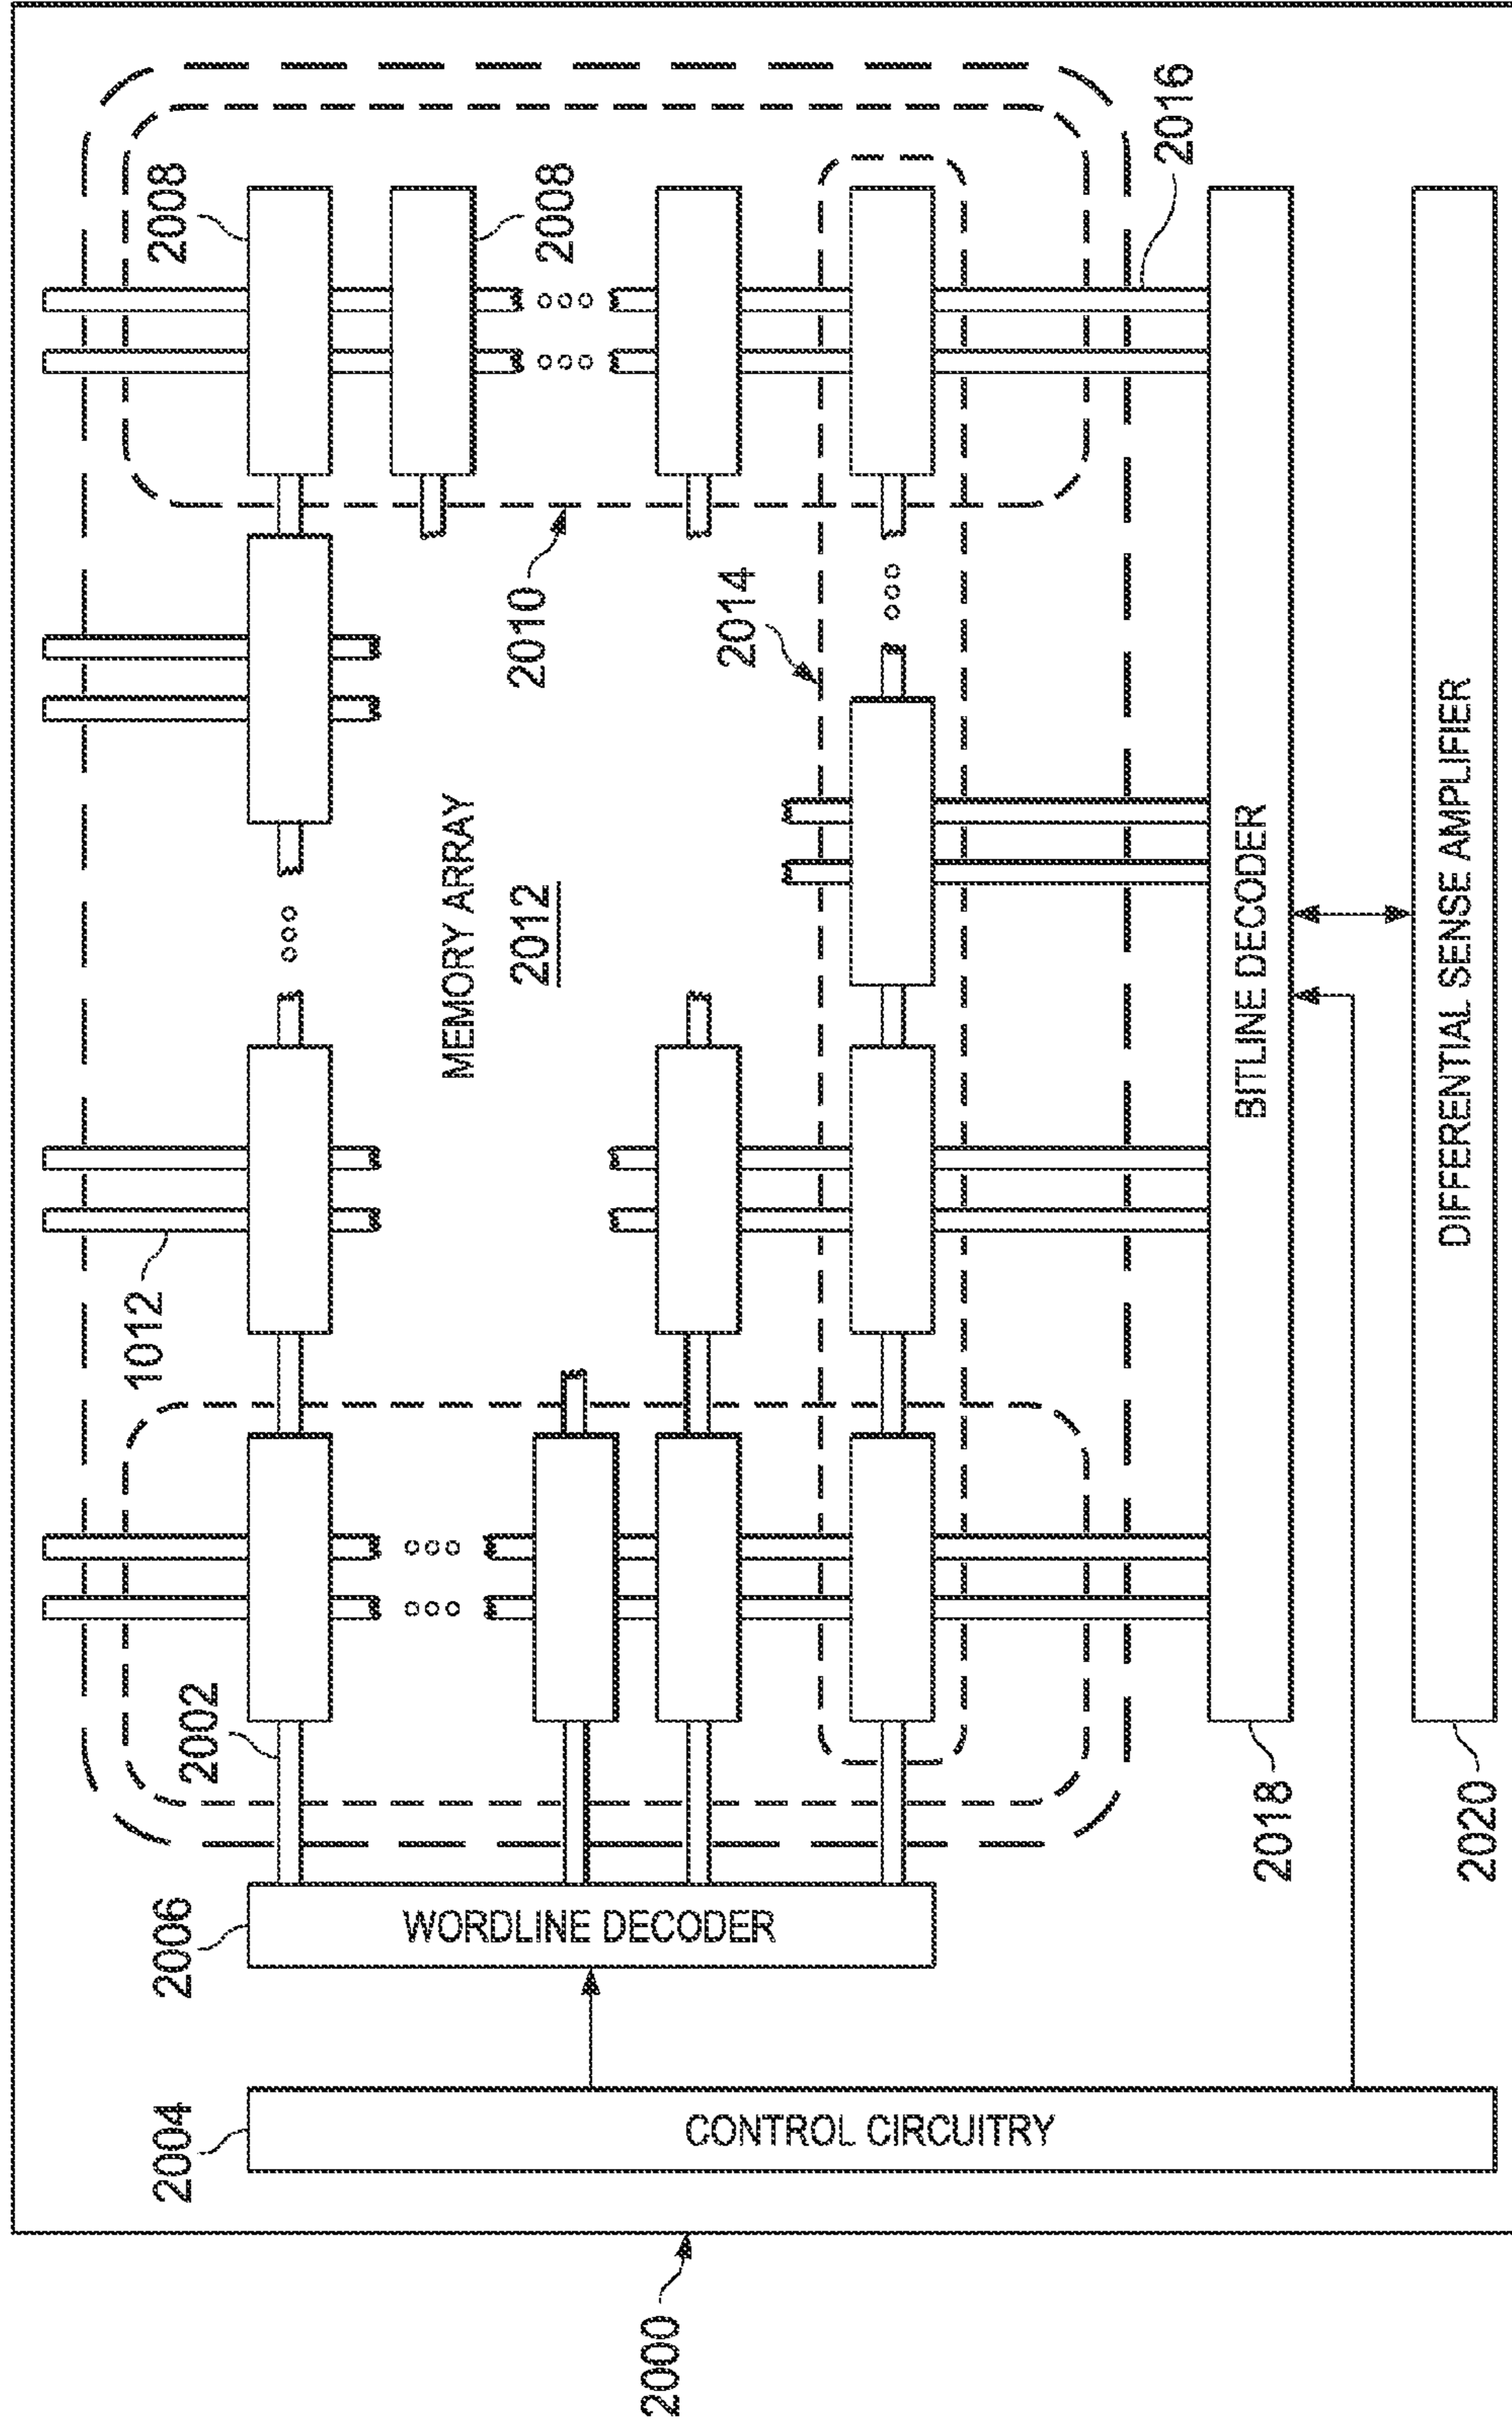 1012
2004
2006
2008
2002
MEMORY ARRAY
2012
2010
2008
WORDLINE DECODER
2000
2014
CONTROL CIRCUITRY
2016
BITLINE DECODER
2018
DIFFERENTIAL SENSE AMPLIFIER
2020